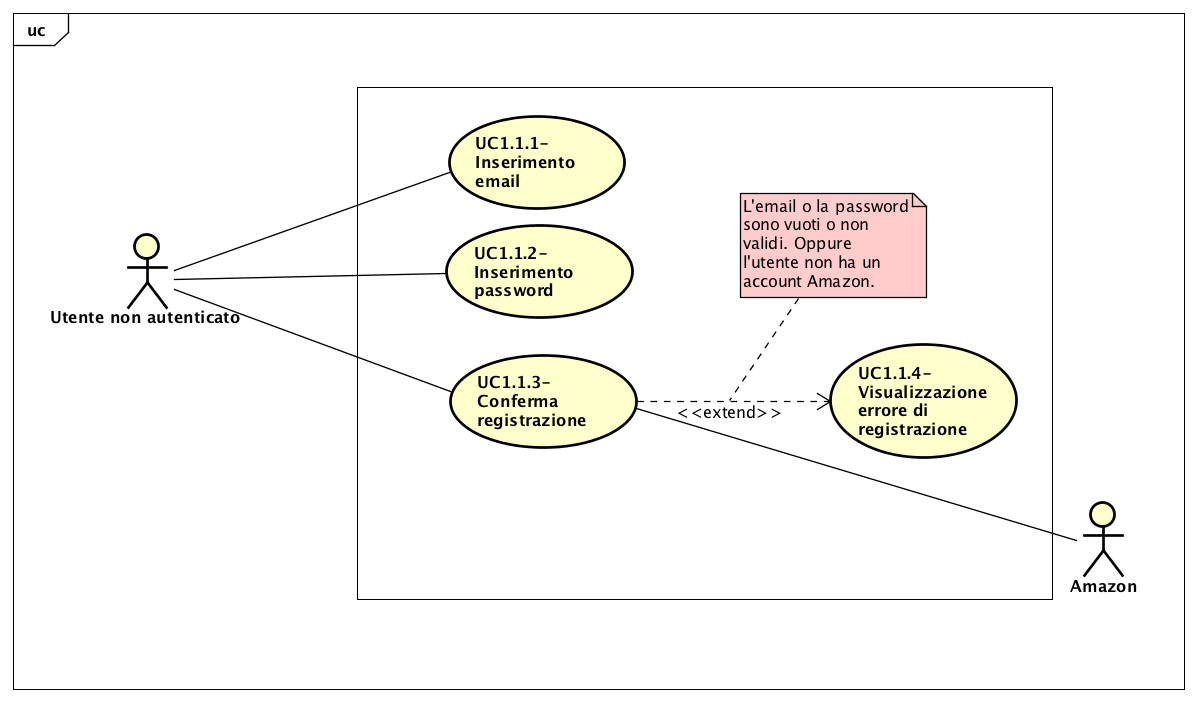 uc
UC1.1.1-
Inserimento
email
L'email o la password
sono vuoti o non
validi. Oppure
l'utente non ha un
account Amazon.
UC1.1.2-
Inserimento
password
Utente non autenticato
UC1.1.3-
Conferma
registrazione
<<extend>>
UC1.1.4-
Visualizzazione
errore di
registrazione
Amazon